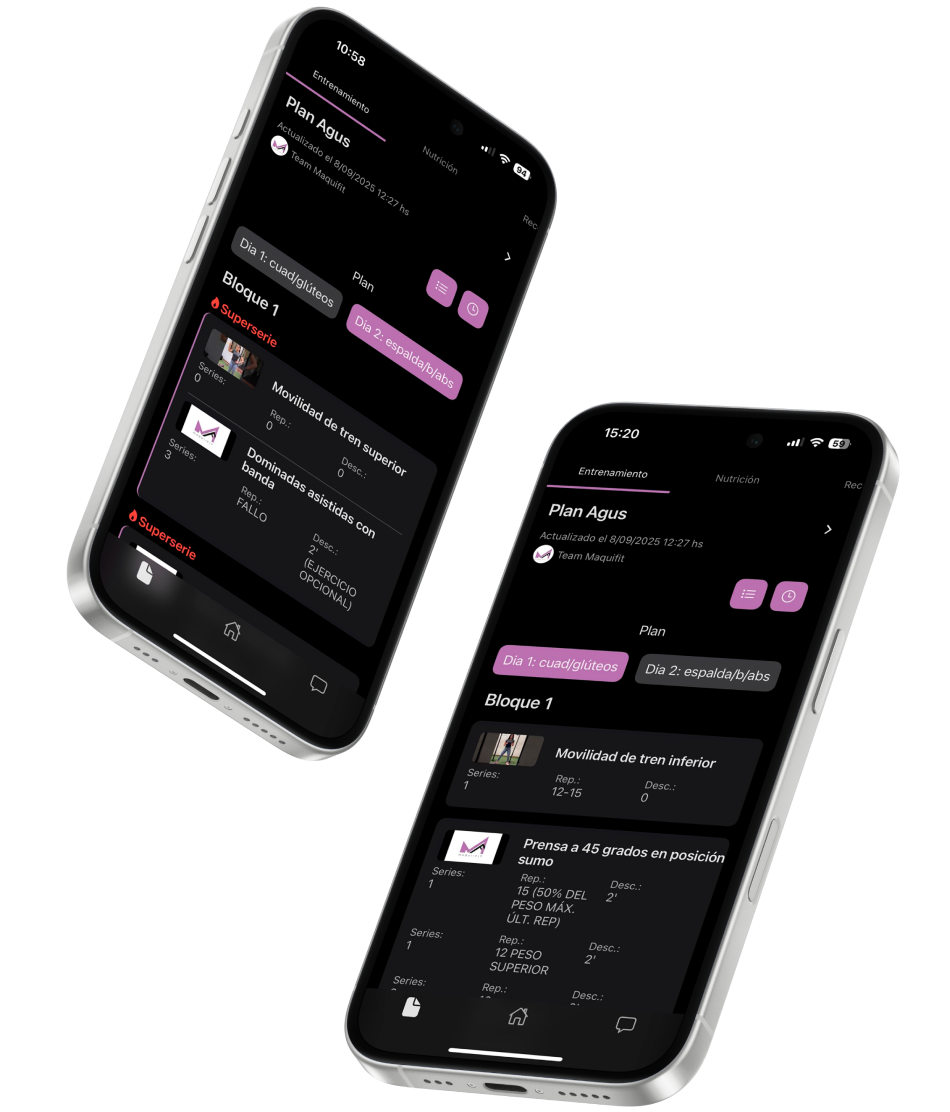 10:58
94
Entrenamiento
Nutrición
Rec
Plan Agus
Actualizado el 8/09/2025 12:27 hs
Team Maquifit
Plan
Dia 1: cuad/glúteos
Dia 2: espalda/b/abs
Bloque 1
Superserie
Movilidad de tren superior
Series:
0
Rep.:
0
Desc.:
0
Dominadas asistidas con
banda
Series:
3
Rep.:
FALLO
Desc.:
2'
(EJERCICIO
OPCIONAL)
Superserie
15:20
59
Entrenamiento
Nutrición
Rec
Plan Agus
Actualizado el 8/09/2025 12:27 hs
Team Maquifit
Plan
Dia 1: cuad/glúteos
Dia 2: espalda/b/abs
Bloque 1
Movilidad de tren inferior
Series:
1
Rep.:
12-15
Desc.:
0
Prensa a 45 grados en posición
sumo
Series:
1
Rep.:
15 (50% DEL
PESO MÁX.
ÚLT. REP)
Desc.:
2'
Series:
1
Rep.:
12 PESO
SUPERIOR
Desc.:
2'
Series:
Rep.:
Desc.: